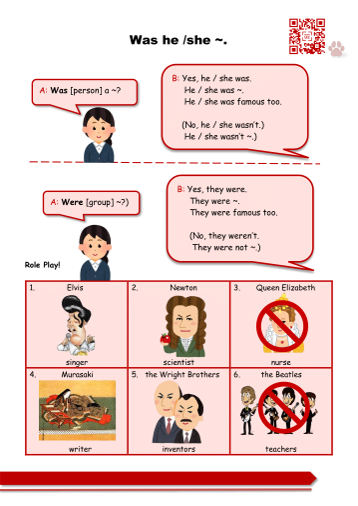 Was he /she ~.
A: Was [person] a ~?
B: Yes, he / she was.
He / she was ~.
He / she was famous too.
(No, he / she wasn't.)
He / she wasn't ~.)
A: Were [group] ~?)
B: Yes, they were.
They were ~.
They were famous too.
(No, they weren't.
They were not ~.)
Role Play!
1. Elvis
singer
2. Newton
scientist
3. Queen Elizabeth
nurse
4. Murasaki
writer
5. the Wright Brothers
inventors
6. the Beatles
teachers